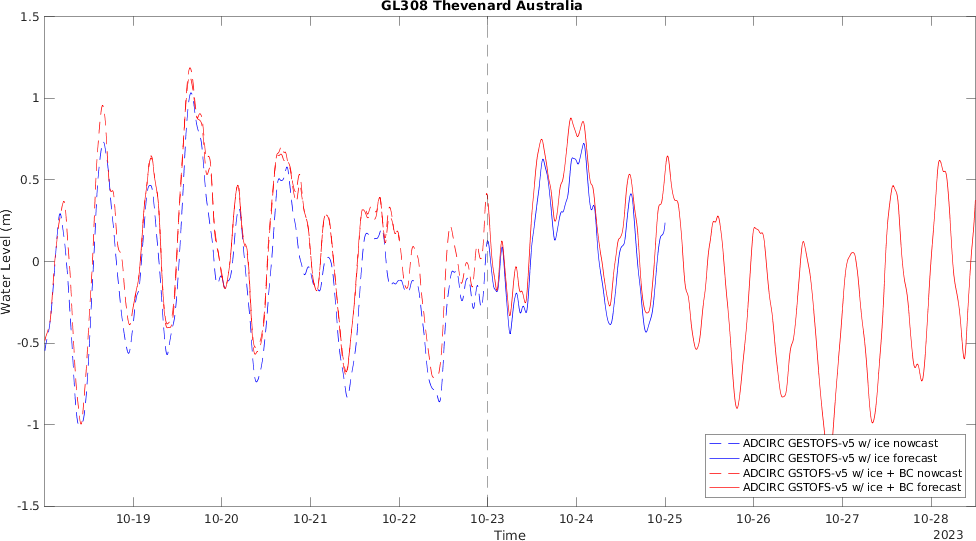 GL308 Thevenard Australia
1.5
1
0.5
0
-0.5
-1
-1.5
Water Level (m)
ADCIRC GESTOFS-v5 w/ ice nowcast
ADCIRC GESTOFS-v5 w/ ice forecast
ADCIRC GSTOFS-v5 w/ ice + BC nowcast
ADCIRC GSTOFS-v5 w/ ice + BC forecast
10-19 10-20 10-21 10-22 10-23 10-24 10-25 10-26 10-27 10-28
Time
2023